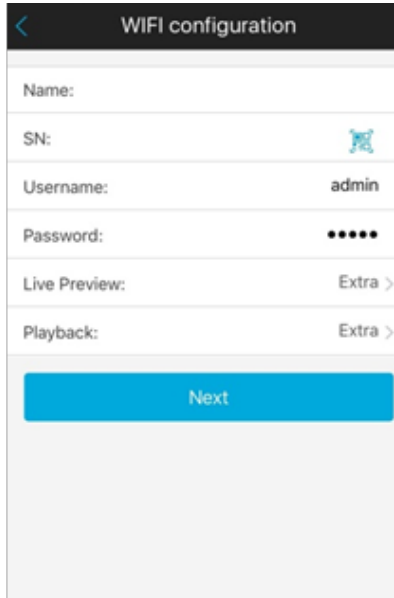 WIFI configuration
Name:
SN:
Username: admin
Password: •••••
Live Preview: Extra >
Playback: Extra >
Next